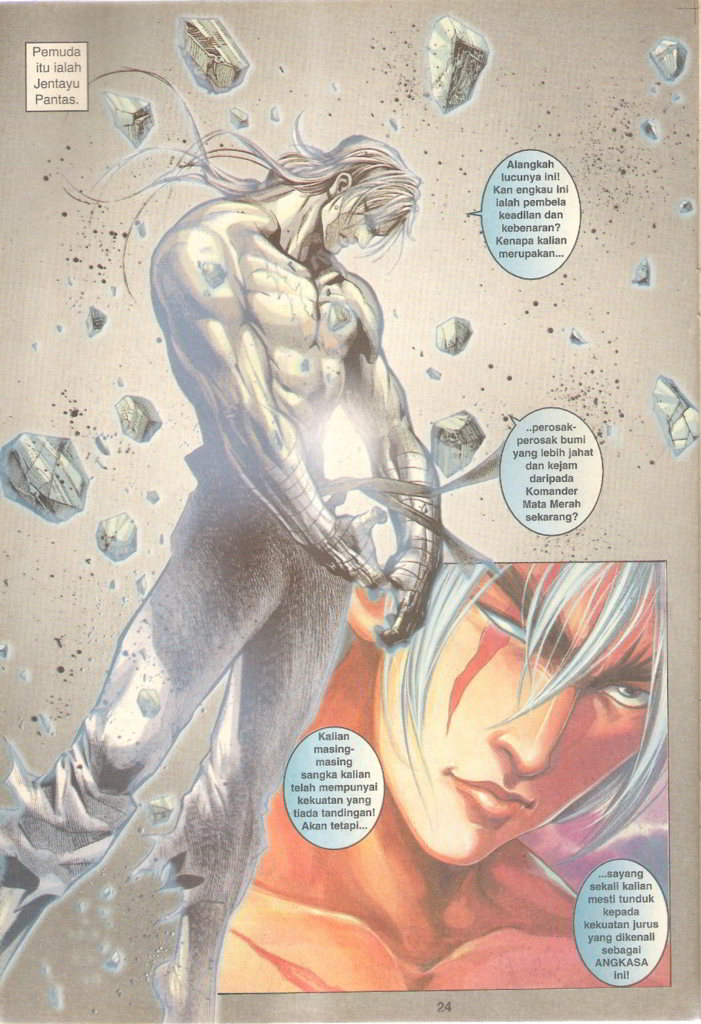 Pemuda
itu ialah
Jentayu
Pantas.
Alangkah
lucunya ini!
Kan engkau ini
ialah pembela
keadilan dan
kebenaran?
Kenapa kalian
merupakan...
..perosak-
perosak bumi
yang lebih jahat
dan kejam
daripada
Komander
Mata Merah
sekarang?
Kalian
masing-
masing
sangka kalian
telah mempunyai
kekuatan yang
tiada tandingan!
Akan tetapi...
...sayang
sekali kalian
mesti tunduk
kepada
kekuatan jurus
yang dikenali
sebagai
ANGKASA
ini!
24